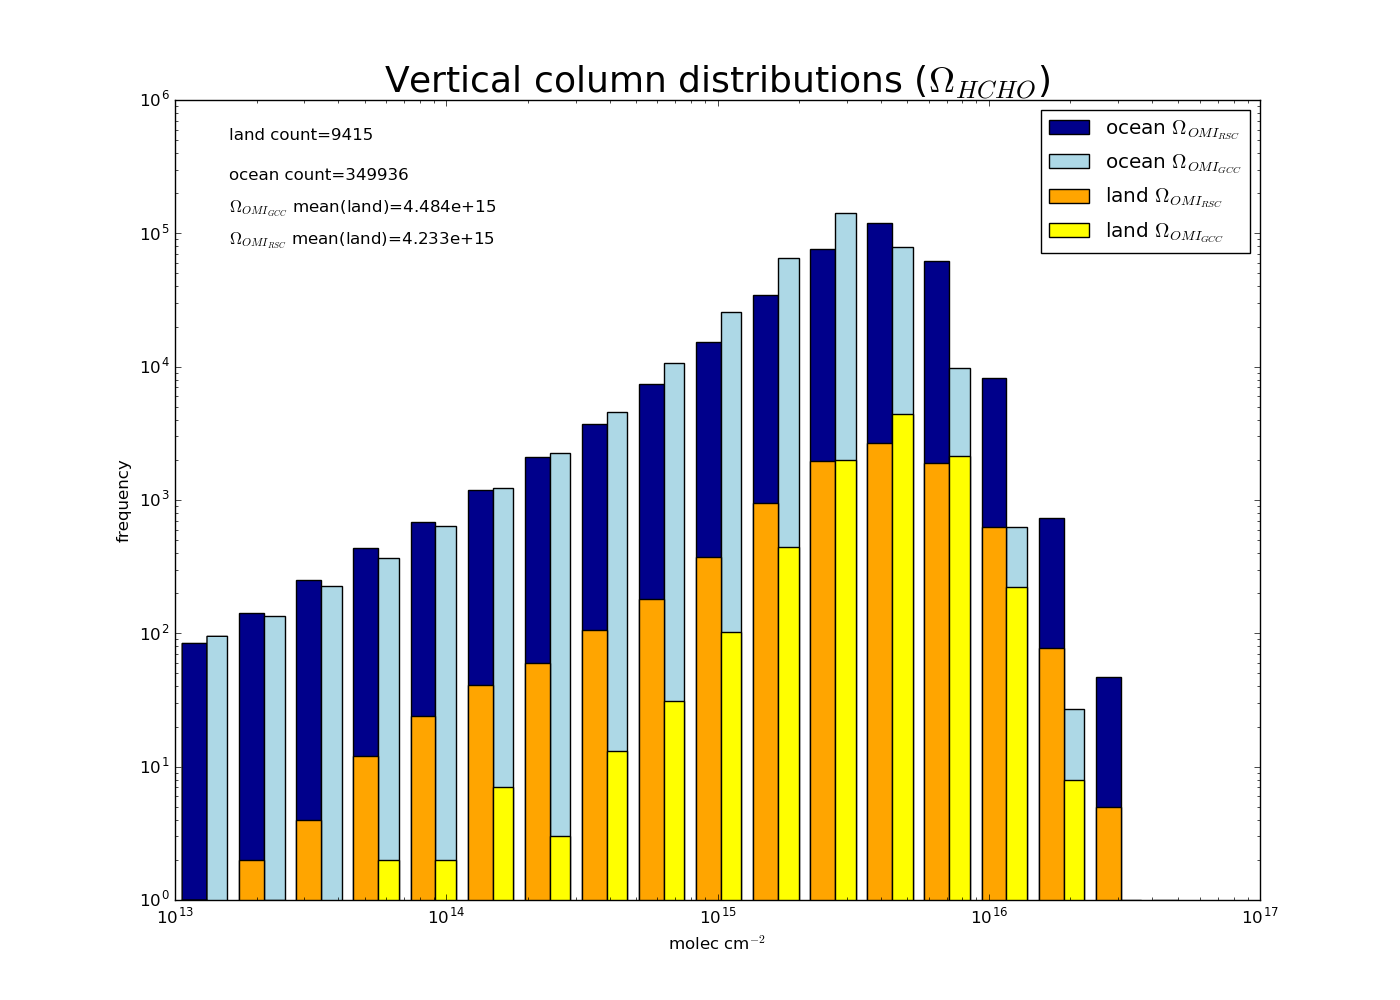 Vertical column distributions (Ω_HCHO)
land count=9415
ocean count=349936
Ω_OMI_GCC mean(land)=4.484e+15
Ω_OMI_RSC mean(land)=4.233e+15
ocean Ω_OMI_RSC
ocean Ω_OMI_GCC
land Ω_OMI_RSC
land Ω_OMI_GCC
frequency
10^6
10^5
10^4
10^3
10^2
10^1
10^0
10^13 10^14 10^15 10^16 10^17
molec cm^−2